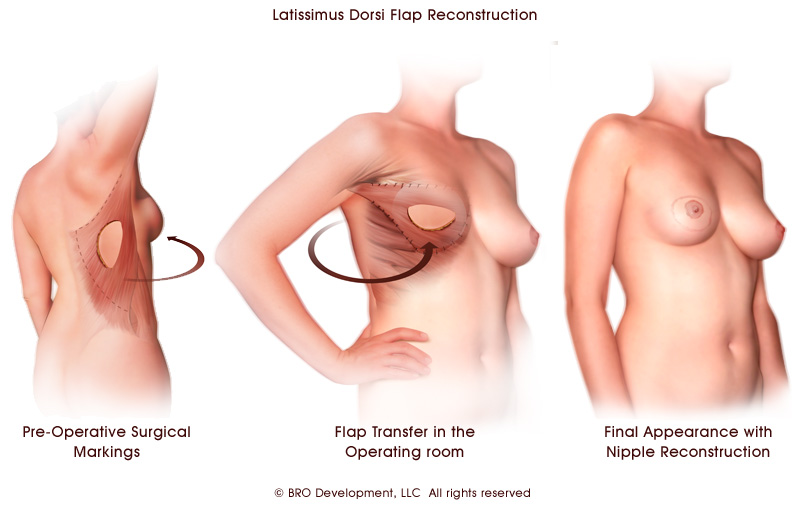 Latissimus Dorsi Flap Reconstruction
Pre-Operative Surgical
Markings
Flap Transfer in the
Operating room
Final Appearance with
Nipple Reconstruction
© BRO Development, LLC All rights reserved